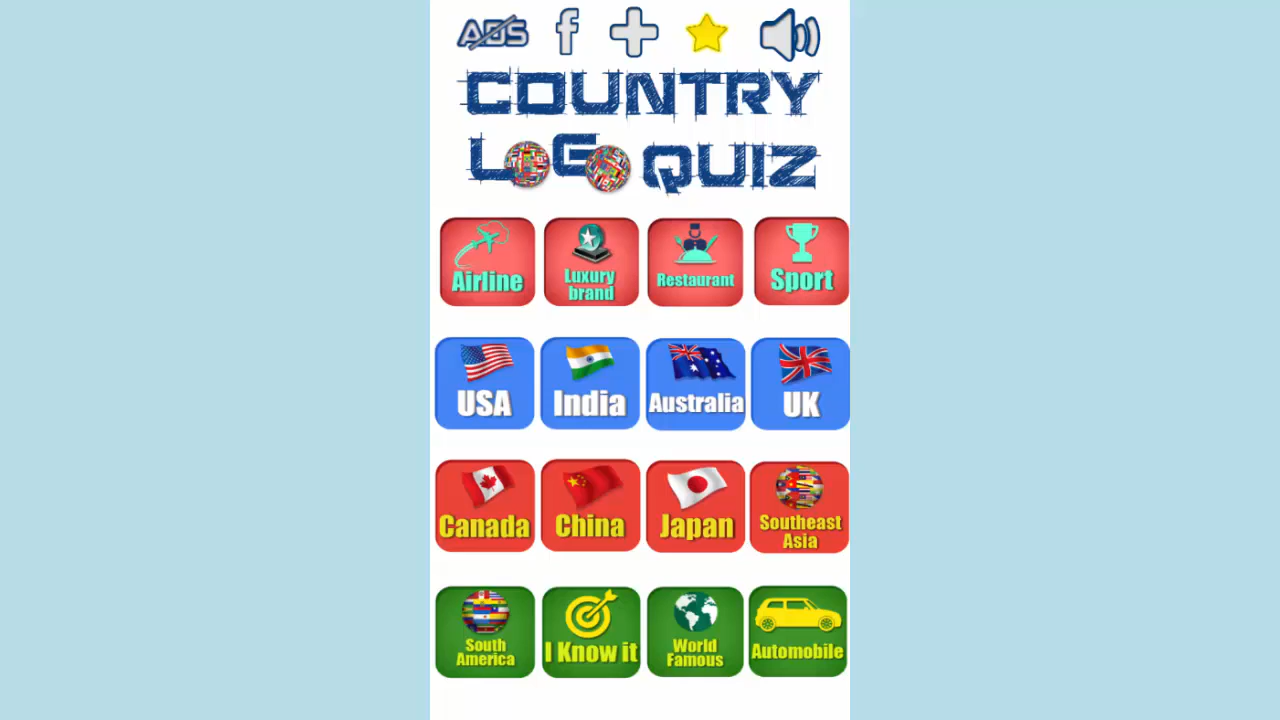 ADS
COUNTRY
LOGO QUIZ
Airline
Luxury
brand
Restaurant
Sport
USA
India
Australia
UK
Canada
China
Japan
Southeast
Asia
South
America
I Know it
World
Famous
Automobile